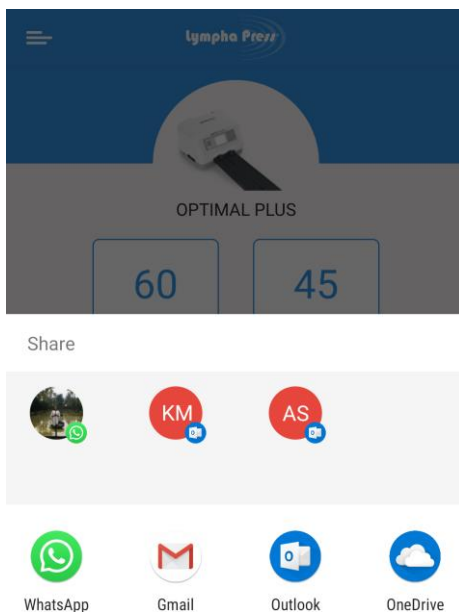 Lympha Press
OPTIMAL PLUS
60 45
Share
KM AS
WhatsApp Gmail Outlook OneDrive